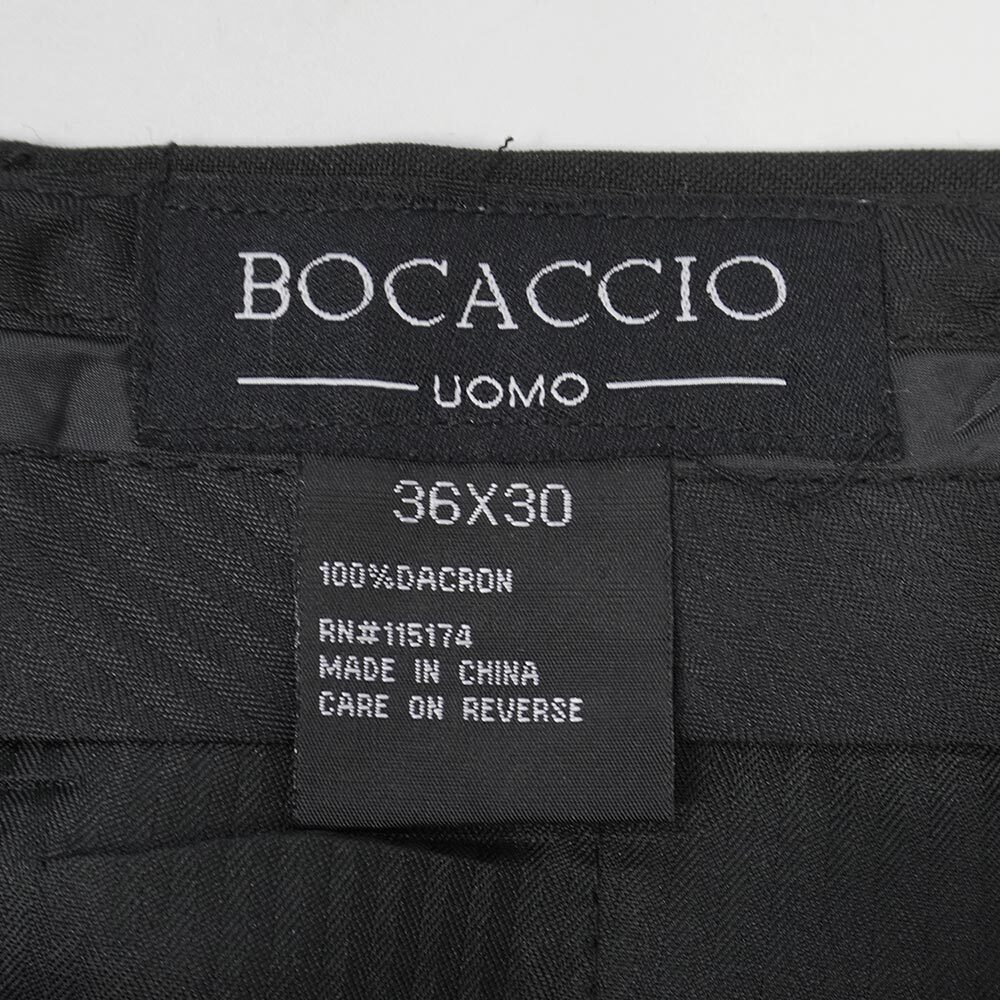 BOCACCIO
UOMO
36X30
100%DACRON
RN#115174
MADE IN CHINA
CARE ON REVERSE